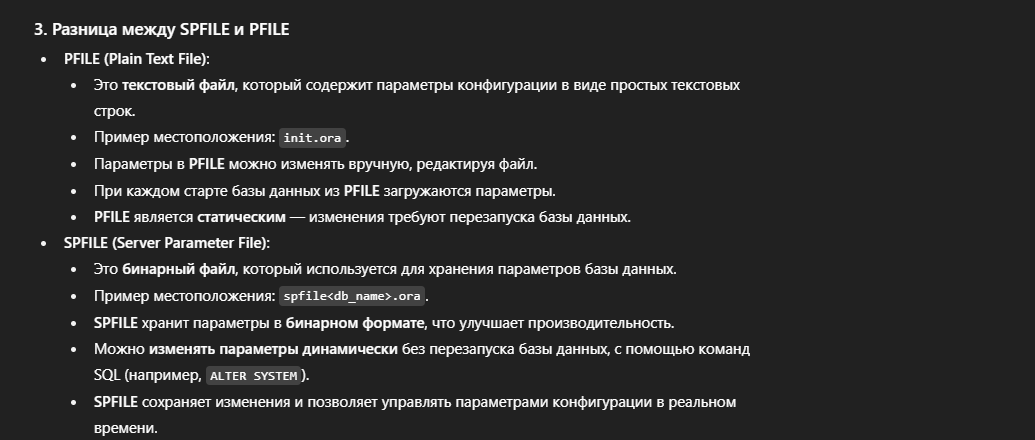 3. Разница между SPFILE и PFILE
• PFILE (Plain Text File):
• Это текстовый файл, который содержит параметры конфигурации в виде простых текстовых
строк.
• Пример местоположения: init.ora.
• Параметры в PFILE можно изменять вручную, редактируя файл.
• При каждом старте базы данных из PFILE загружаются параметры.
• PFILE является статическим — изменения требуют перезапуска базы данных.
• SPFILE (Server Parameter File):
• Это бинарный файл, который используется для хранения параметров базы данных.
• Пример местоположения: spfile<db_name>.ora.
• SPFILE хранит параметры в бинарном формате, что улучшает производительность.
• Можно изменять параметры динамически без перезапуска базы данных, с помощью команд
SQL (например, ALTER SYSTEM).
• SPFILE сохраняет изменения и позволяет управлять параметрами конфигурации в реальном
времени.